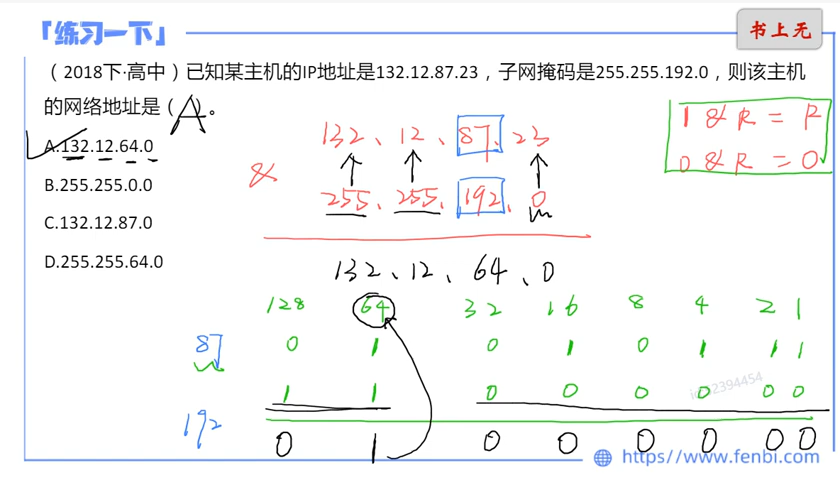 「练习一下」
书上无
（2018下·高中）已知某主机的IP地址是132.12.87.23，子网掩码是255.255.192.0，则该主机
的网络地址是（A）。
A.132.12.64.0
B.255.255.0.0
C.132.12.87.0
D.255.255.64.0
1 & R = R
0 & R = 0
132、12、87、23
&
255、255、192、0
132、12、64、0
128 64 32 16 8 4 2 1
87 0 1 0 1 0 1 1 1
192 1 1 0 0 0 0 0 0
0 1 0 0 0 0 0 0
https://www.fenbi.com